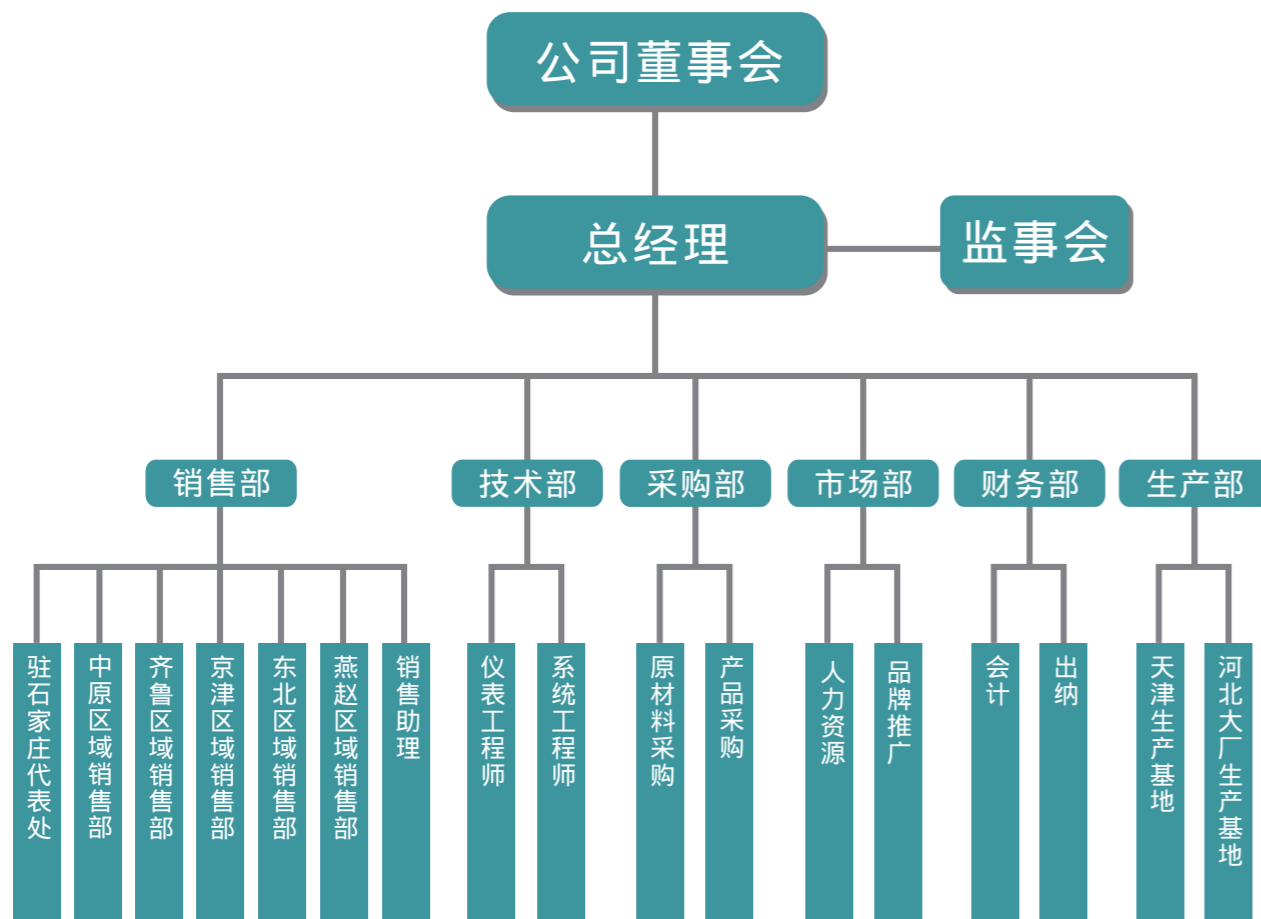 公司董事会
总经理
监事会
销售部
技术部
采购部
市场部
财务部
生产部
驻石家庄代表处
中原区域销售部
齐鲁区域销售部
京津区域销售部
东北区域销售部
燕赵区域销售部
销售助理
仪表工程师
系统工程师
原材料采购
产品采购
人力资源
品牌推广
会计
出纳
天津生产基地
河北大厂生产基地